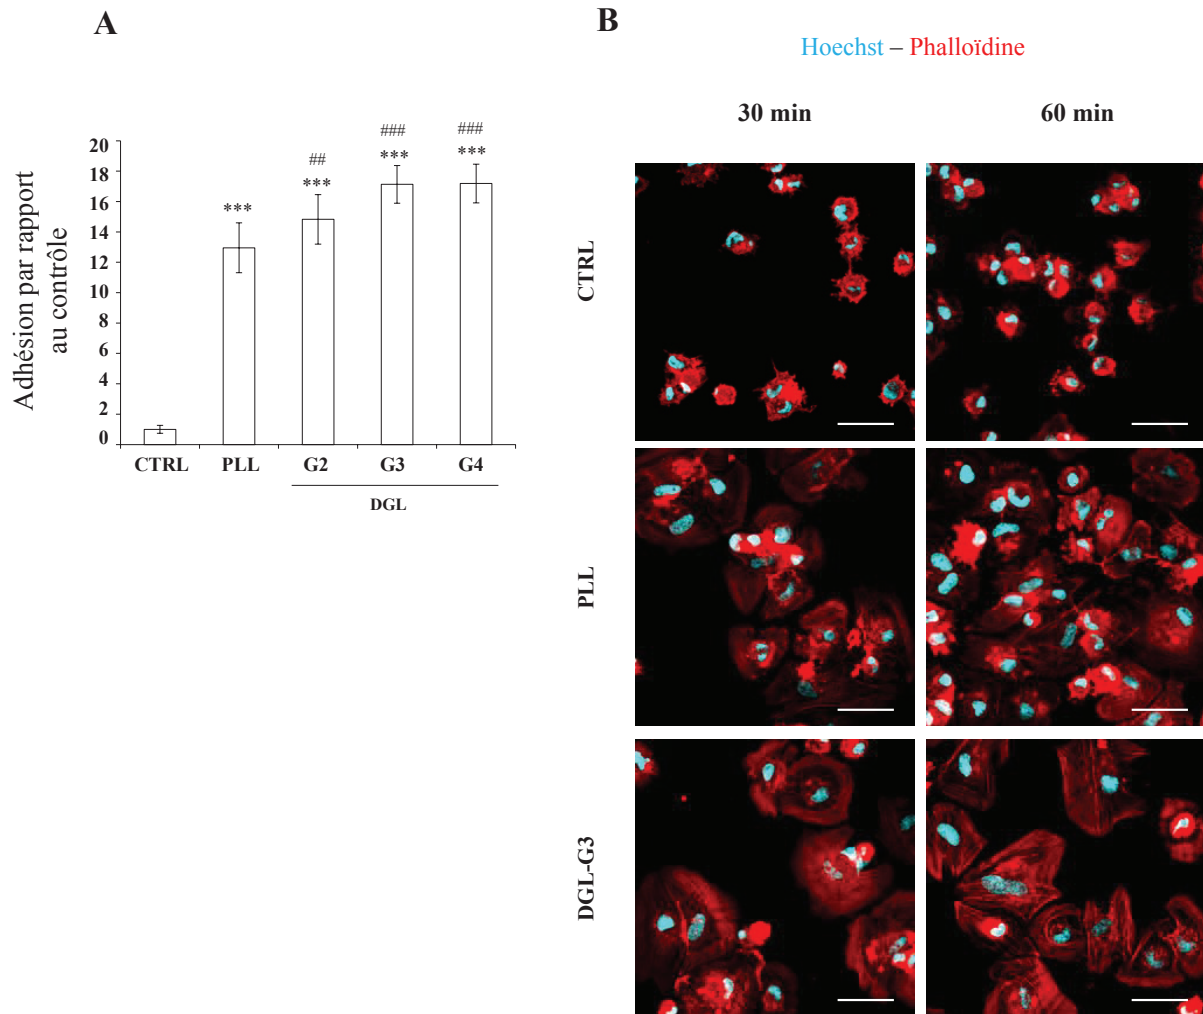 A
B
Hoechst – Phalloïdine
30 min
60 min
Adhésion par rapport
au contrôle
20
18
16
14
12
10
8
6
4
2
0
***
##
***
###
***
###
***
CTRL
PLL
G2
G3
G4
DGL
CTRL
PLL
DGL-G3